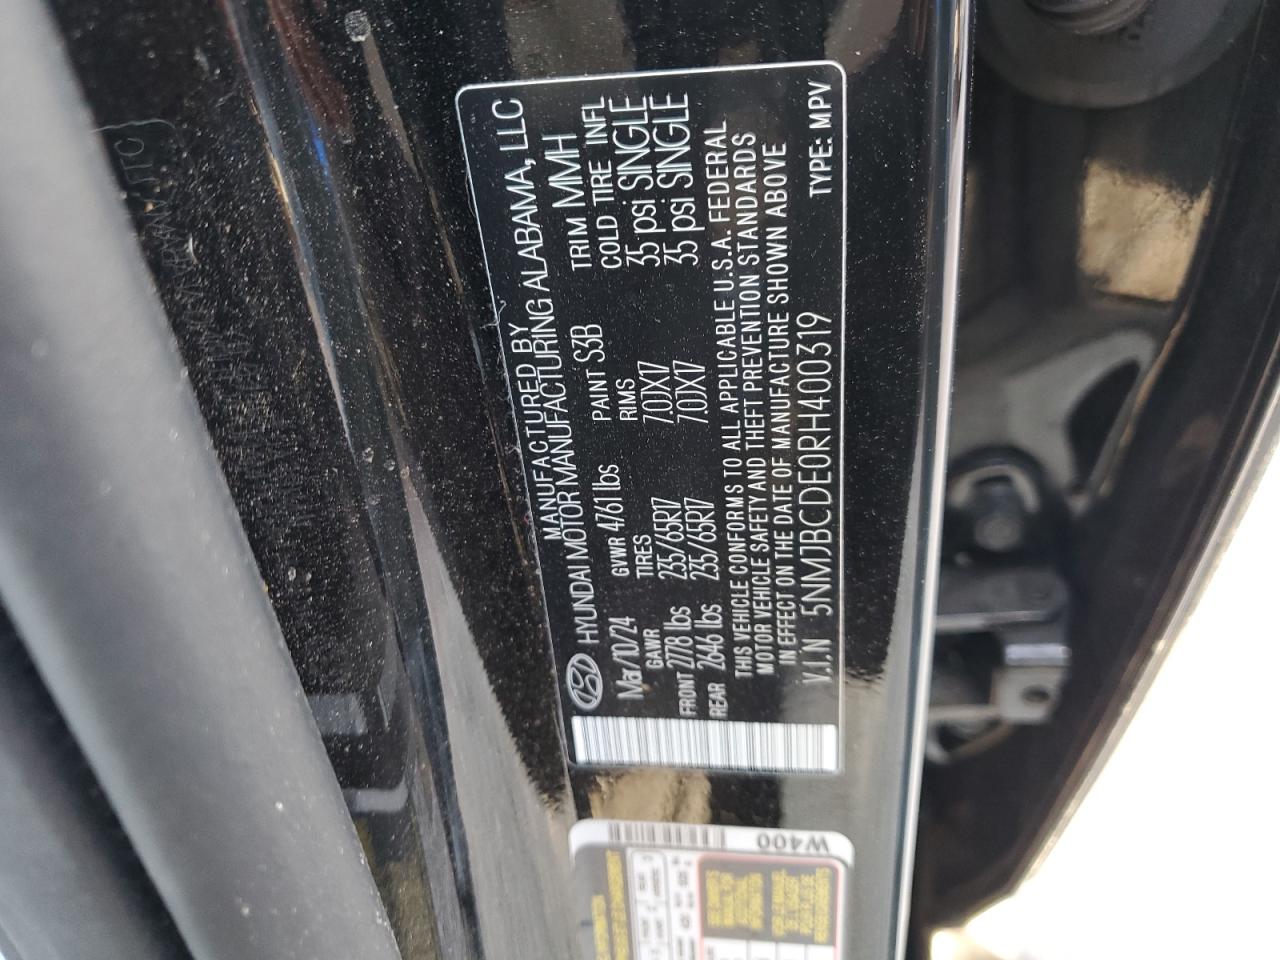 MANUFACTURED BY
HYUNDAI MOTOR MANUFACTURING ALABAMA, LLC
Mar/10/24 GVWR 4761 lbs PAINT S3B TRIM MMH
GAWR TIRES RIMS COLD TIRE INFL
FRONT 2778 lbs 235/65R17 7.0JX17 35 psi SINGLE
REAR 2646 lbs 235/65R17 7.0JX17 35 psi SINGLE
THIS VEHICLE CONFORMS TO ALL APPLICABLE U.S.A. FEDERAL
MOTOR VEHICLE SAFETY AND THEFT PREVENTION STANDARDS
IN EFFECT ON THE DATE OF MANUFACTURE SHOWN ABOVE
V.I.N 5NMJBCDE0RH400319 TYPE: MPV
W400